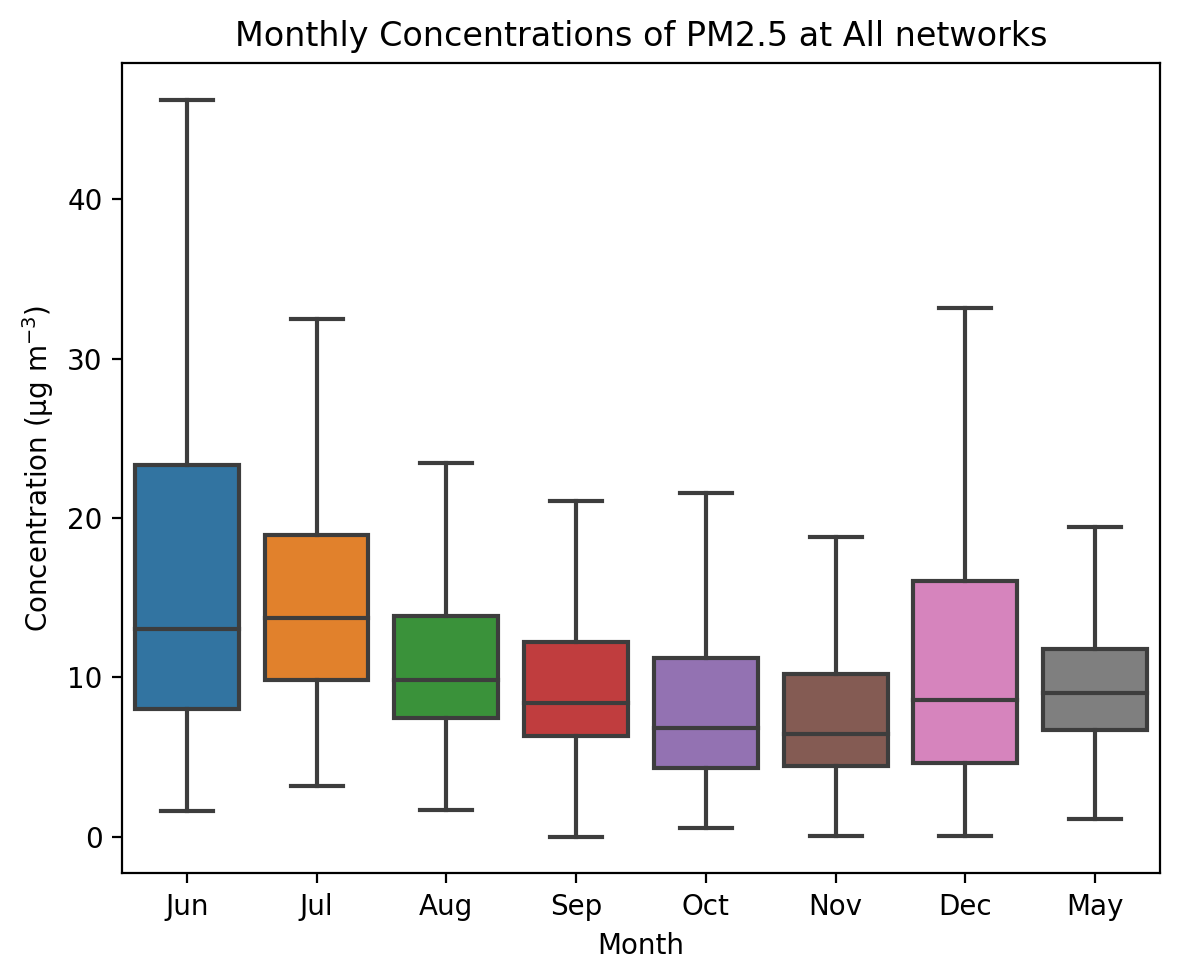 Monthly Concentrations of PM2.5 at All networks
Concentration (µg m⁻³)
40
30
20
10
0
Jun Jul Aug Sep Oct Nov Dec May
Month